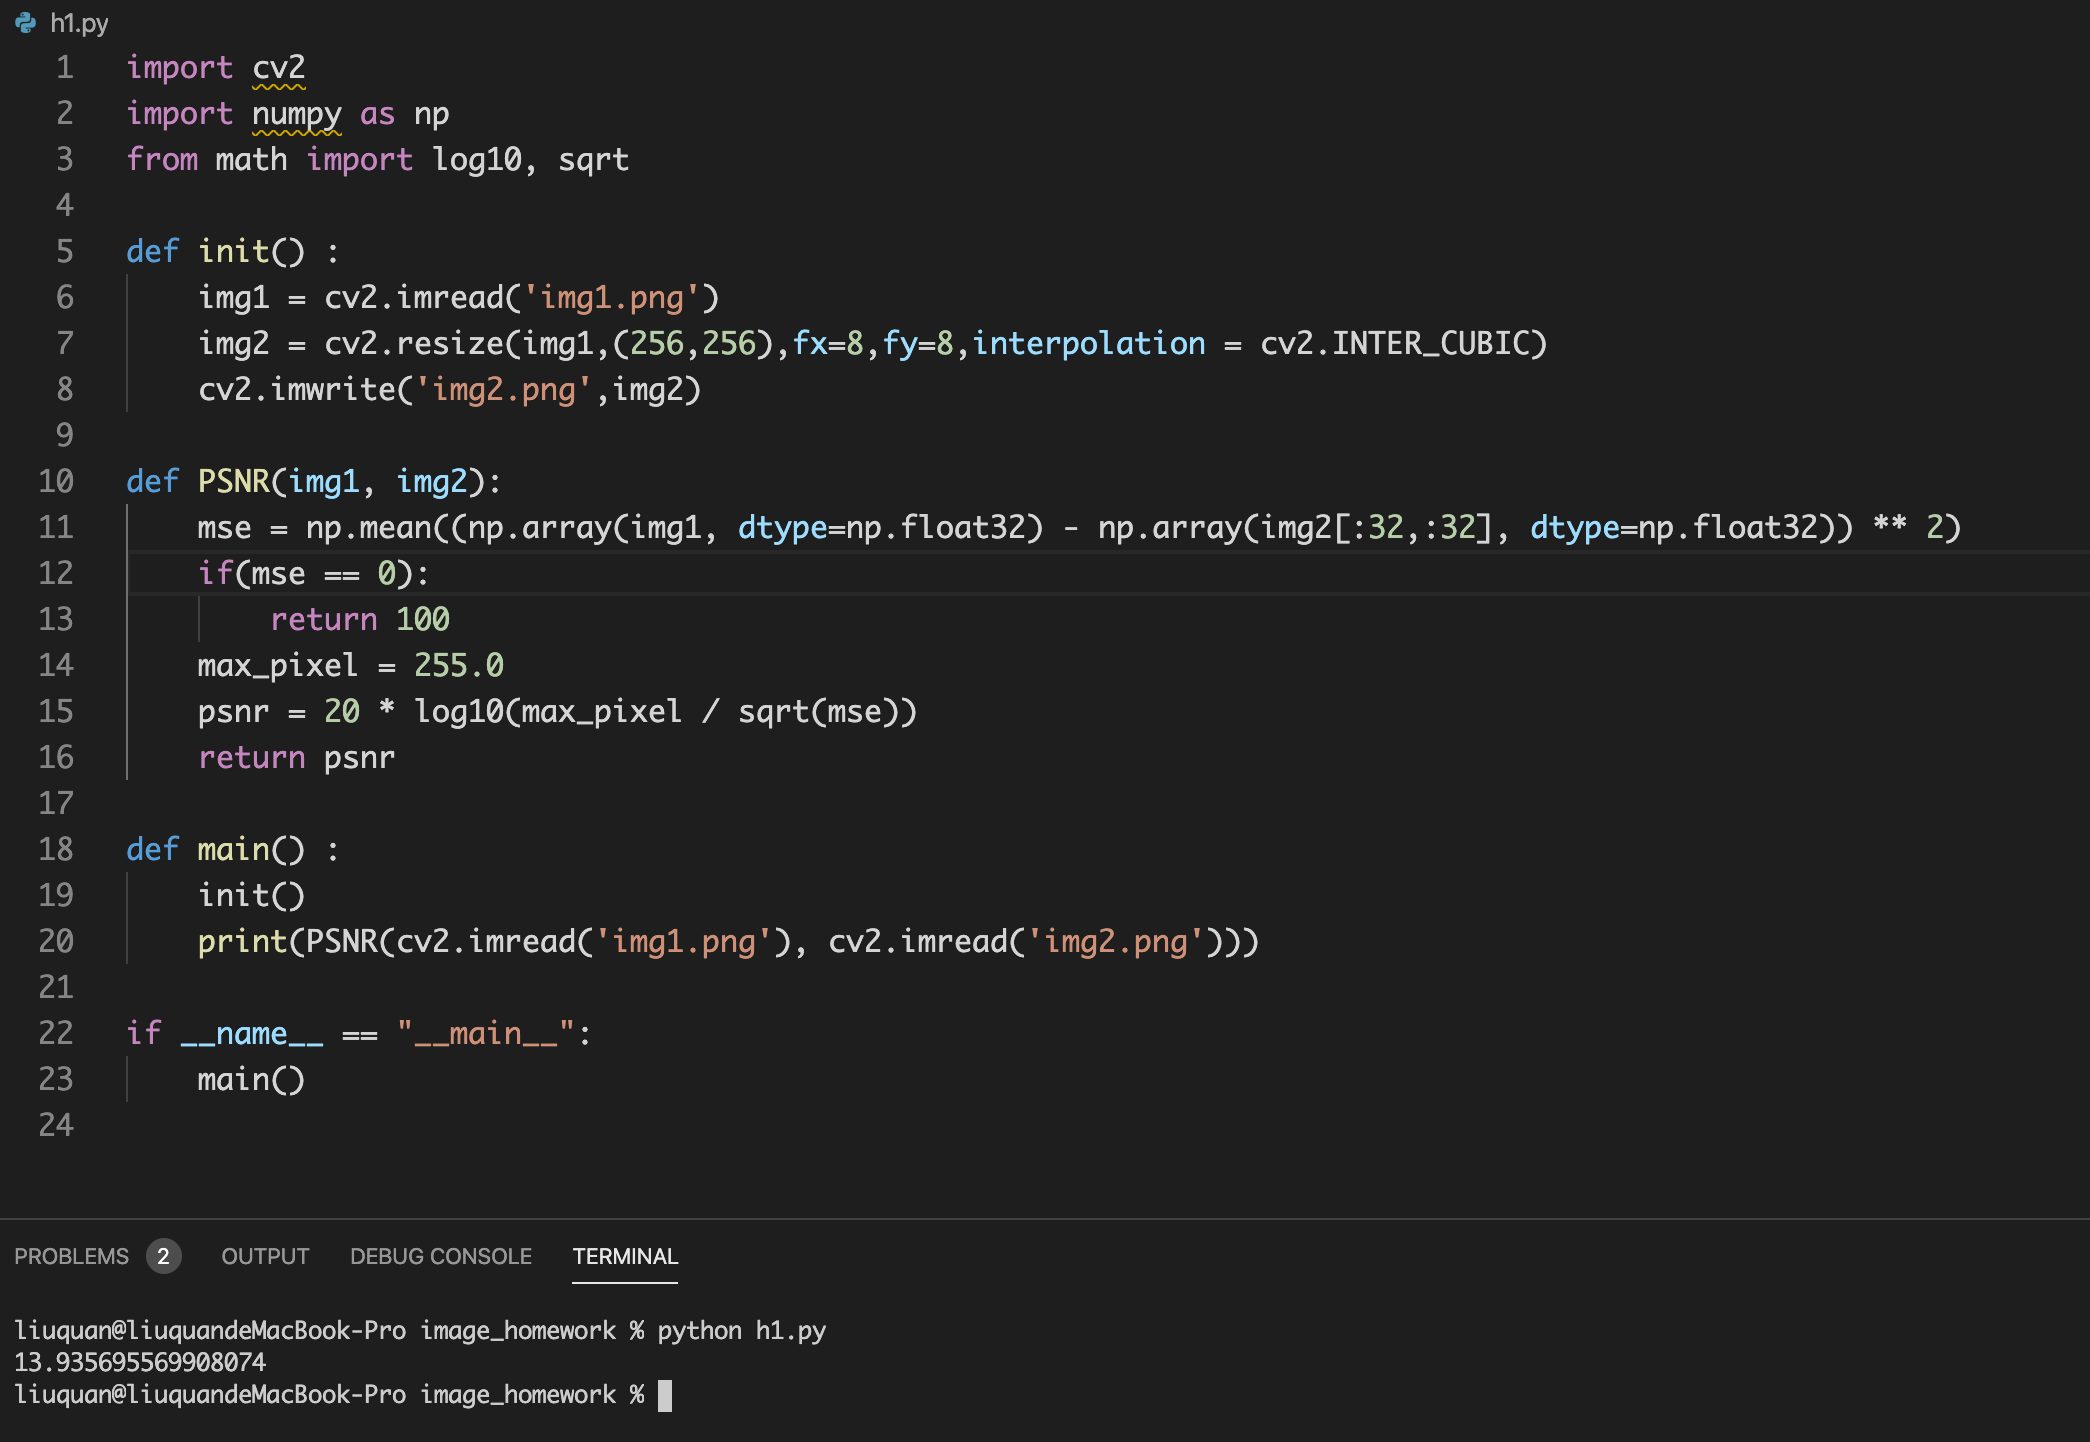 h1.py
1 import cv2
2 import numpy as np
3 from math import log10, sqrt
4
5 def init() :
6     img1 = cv2.imread('img1.png')
7     img2 = cv2.resize(img1,(256,256),fx=8,fy=8,interpolation = cv2.INTER_CUBIC)
8     cv2.imwrite('img2.png',img2)
9
10 def PSNR(img1, img2):
11     mse = np.mean((np.array(img1, dtype=np.float32) - np.array(img2[:32,:32], dtype=np.float32)) ** 2)
12     if(mse == 0):
13         return 100
14     max_pixel = 255.0
15     psnr = 20 * log10(max_pixel / sqrt(mse))
16     return psnr
17
18 def main() :
19     init()
20     print(PSNR(cv2.imread('img1.png'), cv2.imread('img2.png')))
21
22 if __name__ == "__main__":
23     main()
24
PROBLEMS 2 OUTPUT DEBUG CONSOLE TERMINAL
liuquan@liuquandeMacBook-Pro image_homework % python h1.py
13.935695569908074
liuquan@liuquandeMacBook-Pro image_homework %